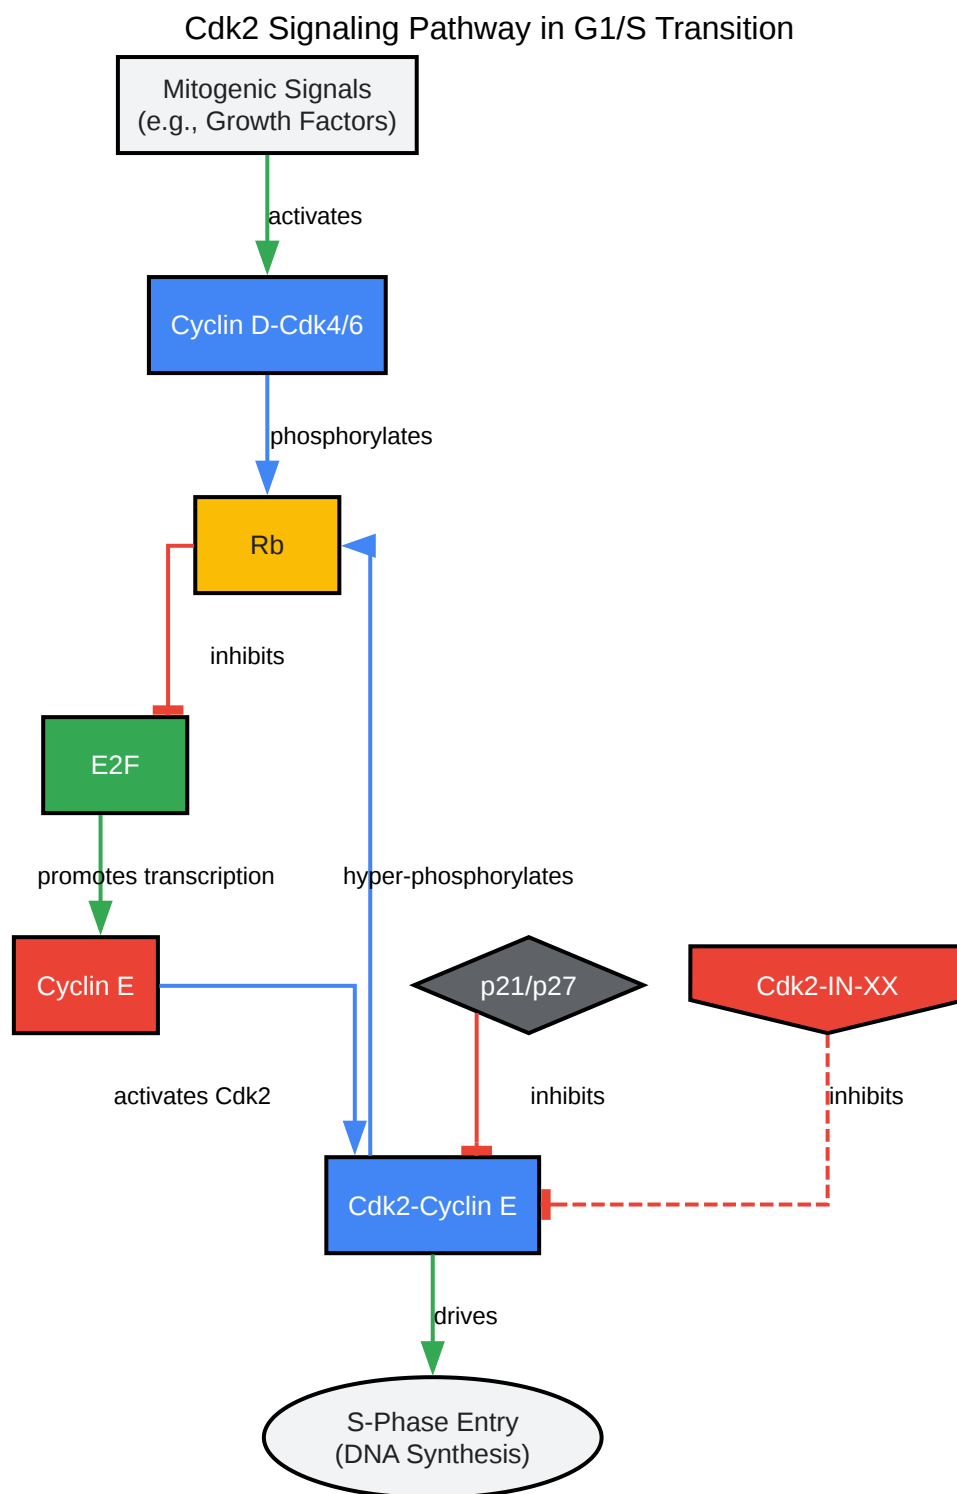 Cdk2 Signaling Pathway in G1/S Transition
Mitogenic Signals
(e.g., Growth Factors)
activates
Cyclin D-Cdk4/6
phosphorylates
Rb
inhibits
E2F
promotes transcription
hyper-phosphorylates
Cyclin E
p21/p27
Cdk2-IN-XX
activates Cdk2
inhibits
inhibits
Cdk2-Cyclin E
drives
S-Phase Entry
(DNA Synthesis)